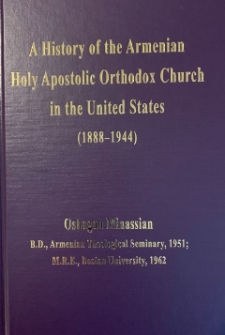 A History of the Armenian
Holy Apostolic Orthodox Church
in the United States
(1888–1944)
Oshagan Minassian
B.D., Armenian Theological Seminary, 1951;
M.R.E., Boston University, 1962